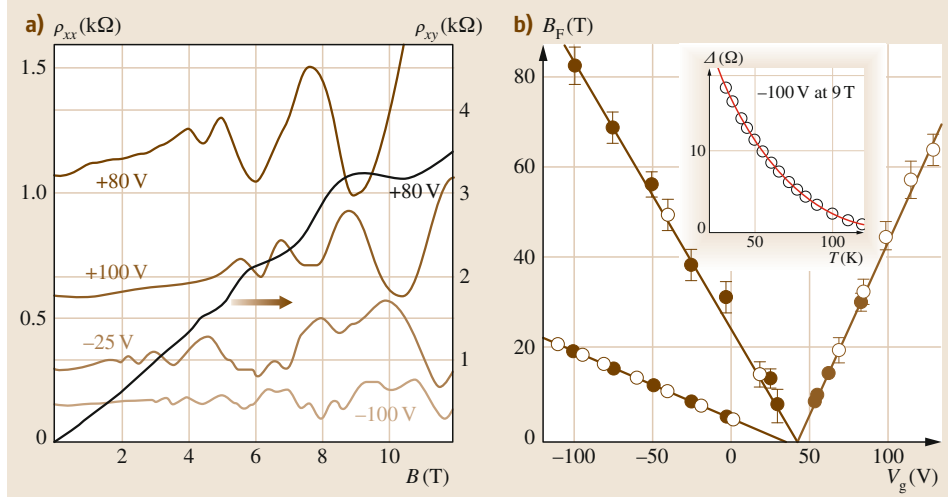 a) ρxx (kΩ) ρxy (kΩ)
1.5
4
+80 V
1.0
+80 V
3
+100 V
2
0.5
−25 V
1
−100 V
0
2 4 6 8 10
B (T)
b) BF (T)
80
60
40
20
0
−100 −50 0 50 100
Vg (V)
Δ (Ω)
−100 V at 9 T
10
0
50 100
T (K)